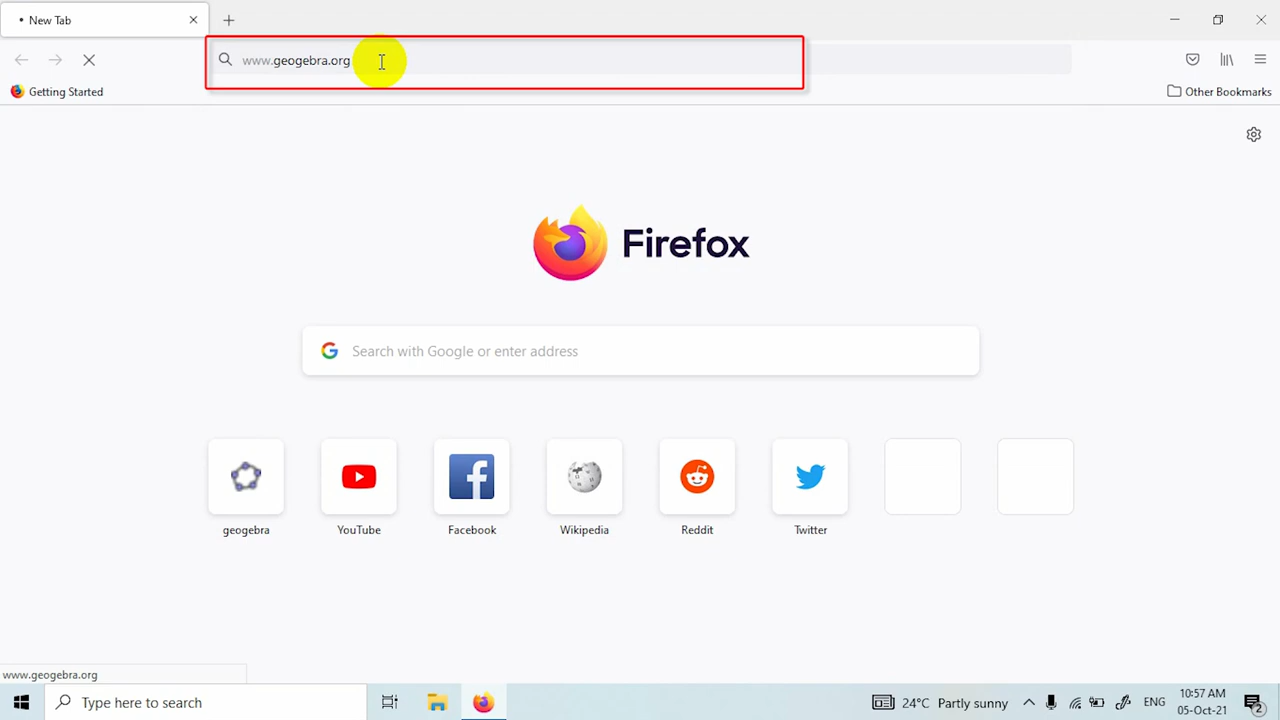 New Tab
www.geogebra.org
Getting Started
Other Bookmarks
Firefox
Search with Google or enter address
geogebra
YouTube
Facebook
Wikipedia
Reddit
Twitter
www.geogebra.org
Type here to search
24°C Partly sunny
ENG
10:57 AM
05-Oct-21
2